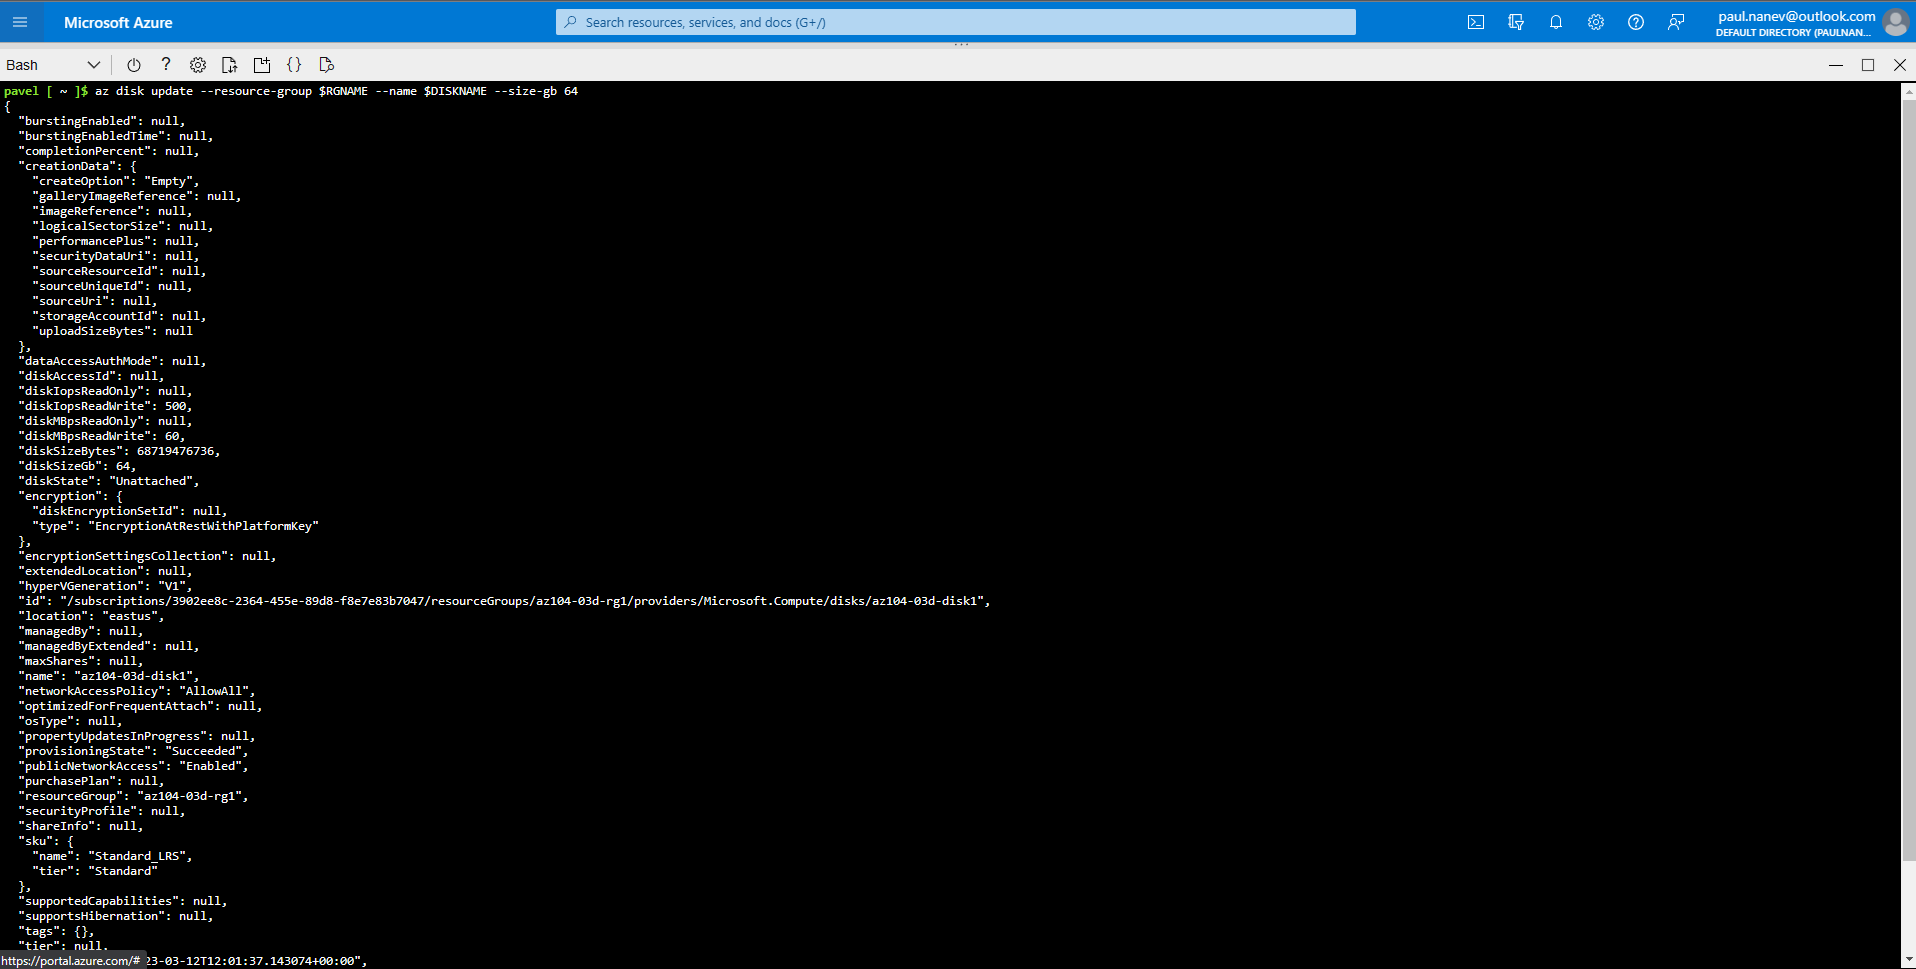 Microsoft Azure
Search resources, services, and docs (G+/)
paul.nanev@outlook.com
DEFAULT DIRECTORY (PAULNAN...
Bash
pavel [ ~ ]$ az disk update --resource-group $RGNAME --name $DISKNAME --size-gb 64
{
  "burstingEnabled": null,
  "burstingEnabledTime": null,
  "completionPercent": null,
  "creationData": {
    "createOption": "Empty",
    "galleryImageReference": null,
    "imageReference": null,
    "logicalSectorSize": null,
    "performancePlus": null,
    "securityDataUri": null,
    "sourceResourceId": null,
    "sourceUniqueId": null,
    "sourceUri": null,
    "storageAccountId": null,
    "uploadSizeBytes": null
  },
  "dataAccessAuthMode": null,
  "diskAccessId": null,
  "diskIopsReadOnly": null,
  "diskIopsReadWrite": 500,
  "diskMBpsReadOnly": null,
  "diskMBpsReadWrite": 60,
  "diskSizeBytes": 68719476736,
  "diskSizeGb": 64,
  "diskState": "Unattached",
  "encryption": {
    "diskEncryptionSetId": null,
    "type": "EncryptionAtRestWithPlatformKey"
  },
  "encryptionSettingsCollection": null,
  "extendedLocation": null,
  "hyperVGeneration": "V1",
  "id": "/subscriptions/3902ee8c-2364-455e-89d8-f8e7e83b7047/resourceGroups/az104-03d-rg1/providers/Microsoft.Compute/disks/az104-03d-disk1",
  "location": "eastus",
  "managedBy": null,
  "managedByExtended": null,
  "maxShares": null,
  "name": "az104-03d-disk1",
  "networkAccessPolicy": "AllowAll",
  "optimizedForFrequentAttach": null,
  "osType": null,
  "propertyUpdatesInProgress": null,
  "provisioningState": "Succeeded",
  "publicNetworkAccess": "Enabled",
  "purchasePlan": null,
  "resourceGroup": "az104-03d-rg1",
  "securityProfile": null,
  "shareInfo": null,
  "sku": {
    "name": "Standard_LRS",
    "tier": "Standard"
  },
  "supportedCapabilities": null,
  "supportsHibernation": null,
  "tags": {},
  "tier": null,
https://portal.azure.com/# 23-03-12T12:01:37.143074+00:00",